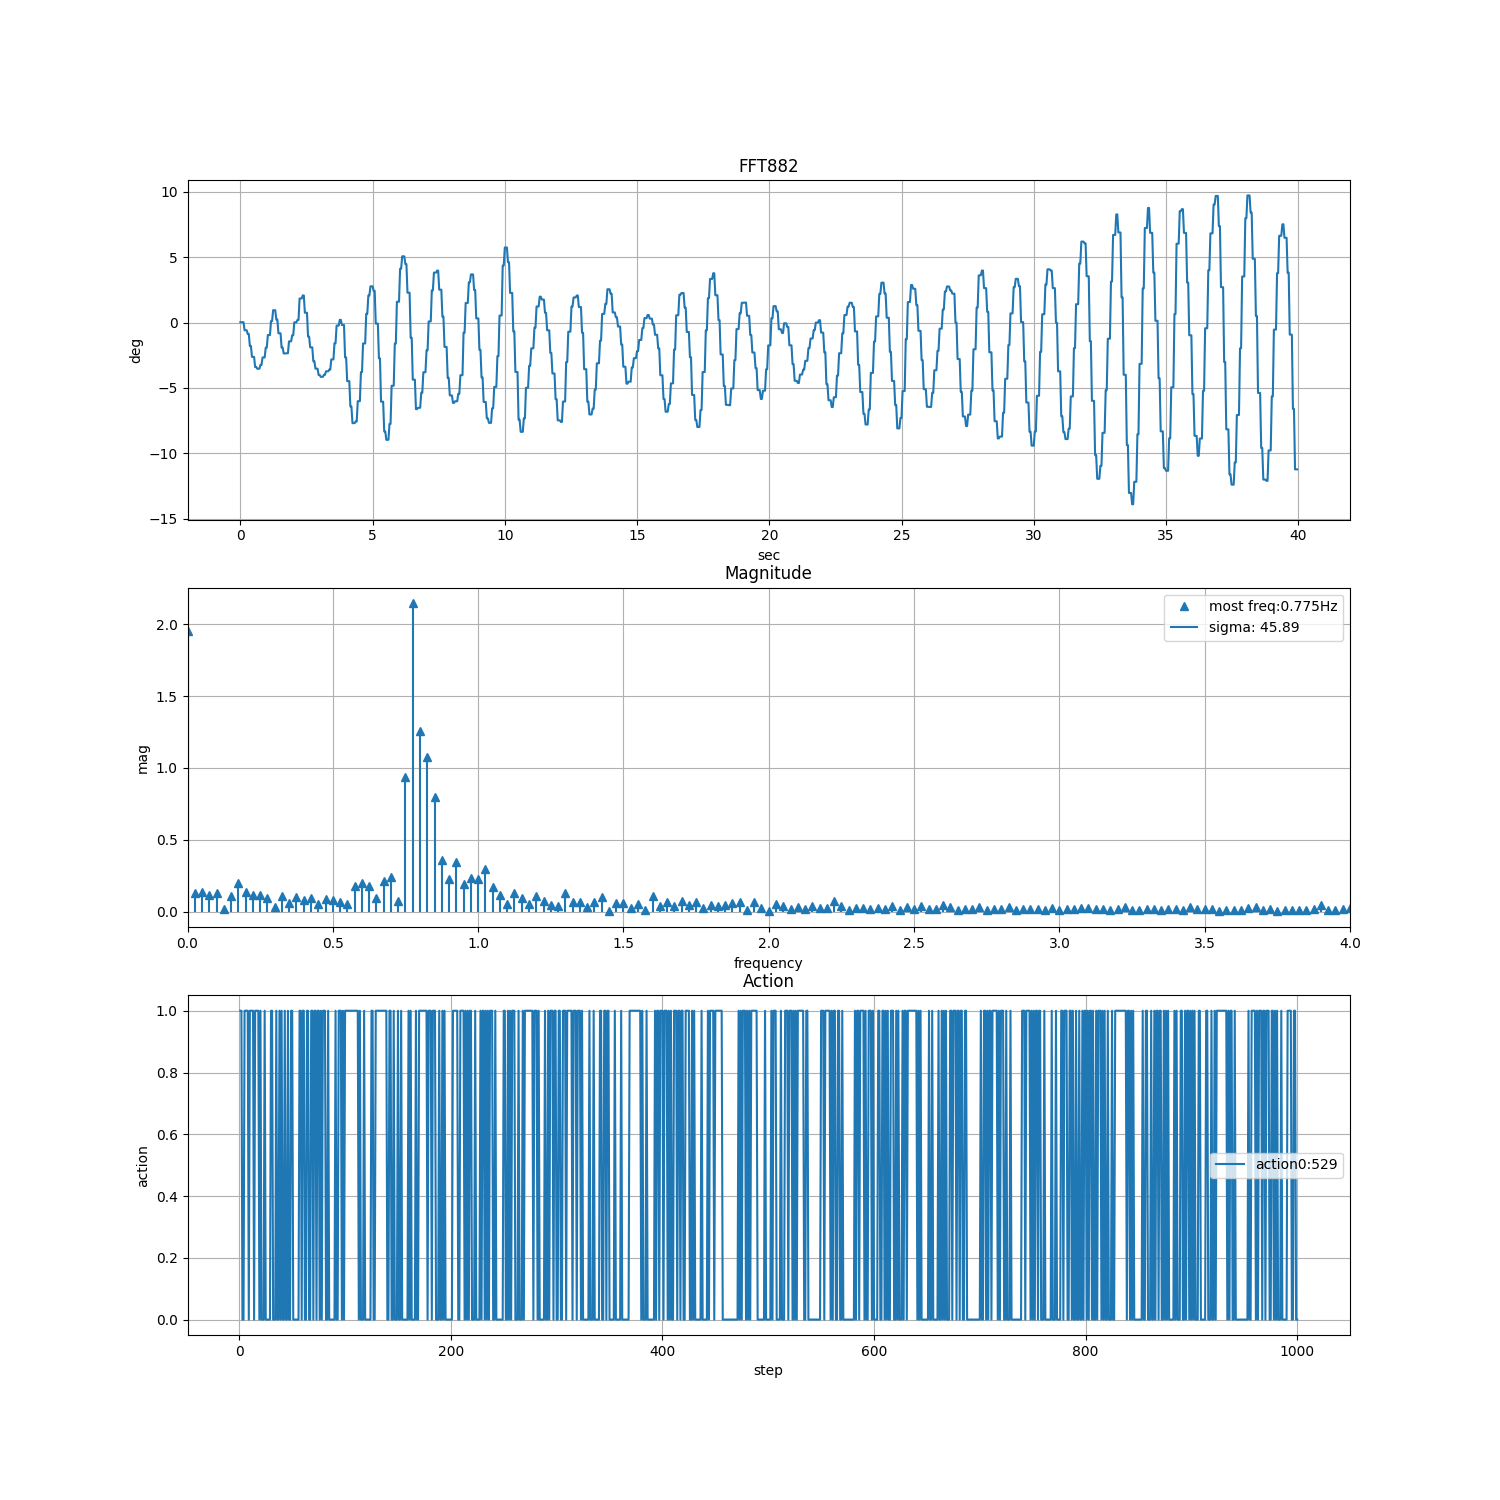 FFT882
10
5
0
−5
−10
−15
deg
0 5 10 15 20 25 30 35 40
sec
Magnitude
most freq:0.775Hz
sigma: 45.89
2.0
1.5
1.0
0.5
0.0
mag
0.0 0.5 1.0 1.5 2.0 2.5 3.0 3.5 4.0
frequency
Action
1.0
0.8
0.6
0.4
0.2
0.0
action
action0:529
0 200 400 600 800 1000
step